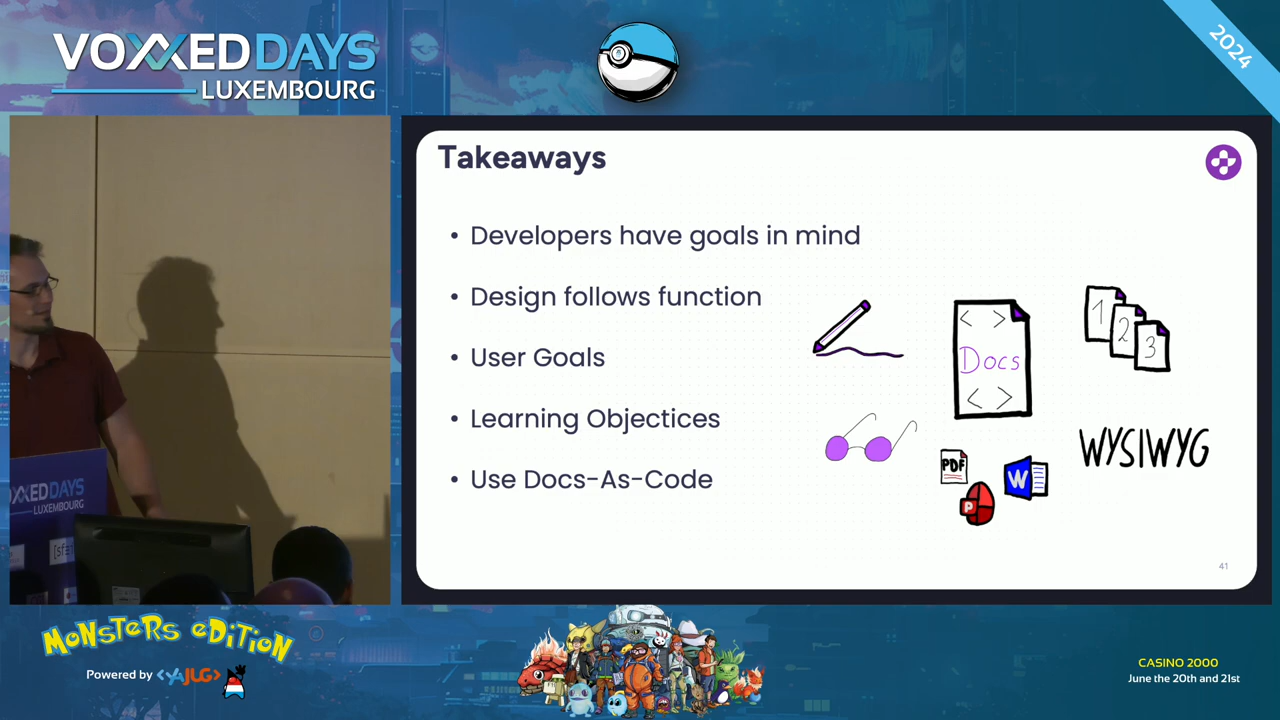 VOXXEDDAYS
LUXEMBOURG
2024
Takeaways
• Developers have goals in mind
• Design follows function
• User Goals
• Learning Objectices
• Use Docs-As-Code
< >
Docs
< >
1
2
3
WYSIWYG
PDF
W
P
41
XXEDDAYS
LUXEMBOURG
MONSTERS EDITION
Powered by <YAJUG>
CASINO 2000
June the 20th and 21st